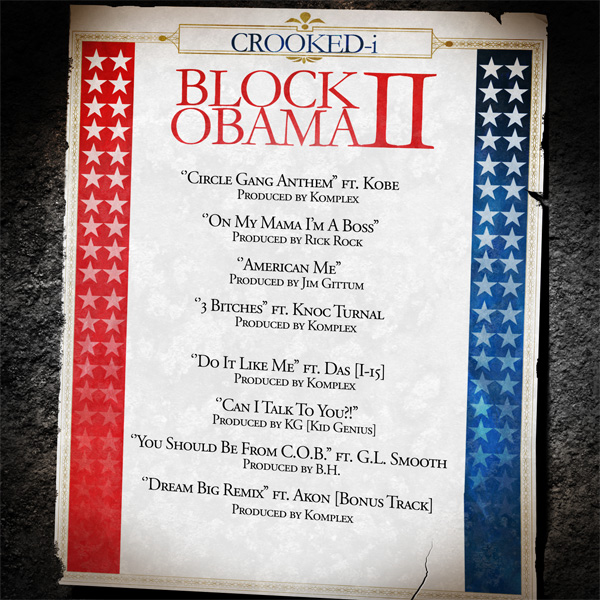 CROOKED-i
BLOCK
OBAMA II
"CIRCLE GANG ANTHEM" FT. KOBE
PRODUCED BY KOMPLEX
"ON MY MAMA I'M A BOSS"
PRODUCED BY RICK ROCK
"AMERICAN ME"
PRODUCED BY JIM GITTUM
"3 BITCHES" FT. KNOC TURNAL
PRODUCED BY KOMPLEX
"DO IT LIKE ME" FT. DAS [I-15]
PRODUCED BY KOMPLEX
"CAN I TALK TO YOU?!"
PRODUCED BY KG [KID GENIUS]
"YOU SHOULD BE FROM C.O.B." FT. G.L. SMOOTH
PRODUCED BY B.H.
"DREAM BIG REMIX" FT. AKON [BONUS TRACK]
PRODUCED BY KOMPLEX